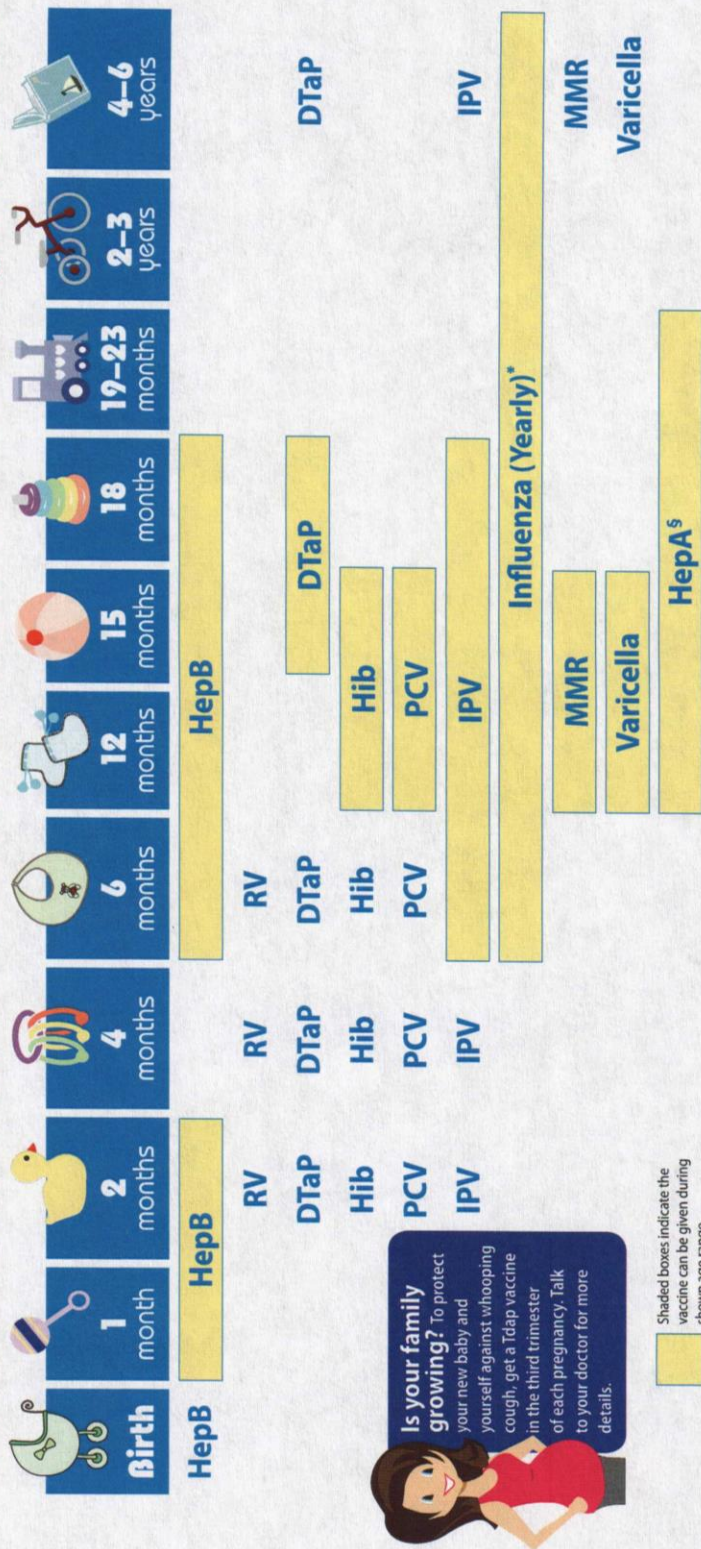 Birth
1
month
2
months
4
months
6
months
12
months
15
months
18
months
19–23
months
2–3
years
4–6
years
HepB
HepB
HepB
RV
RV
RV
DTaP
DTaP
DTaP
DTaP
DTaP
Hib
Hib
Hib
Hib
PCV
PCV
PCV
PCV
IPV
IPV
IPV
IPV
Influenza (Yearly)*
MMR
MMR
Varicella
Varicella
HepA§
Is your family
growing? To protect
your new baby and
yourself against whooping
cough, get a Tdap vaccine
in the third trimester
of each pregnancy. Talk
to your doctor for more
details.
Shaded boxes indicate the
vaccine can be given during
shown age range.